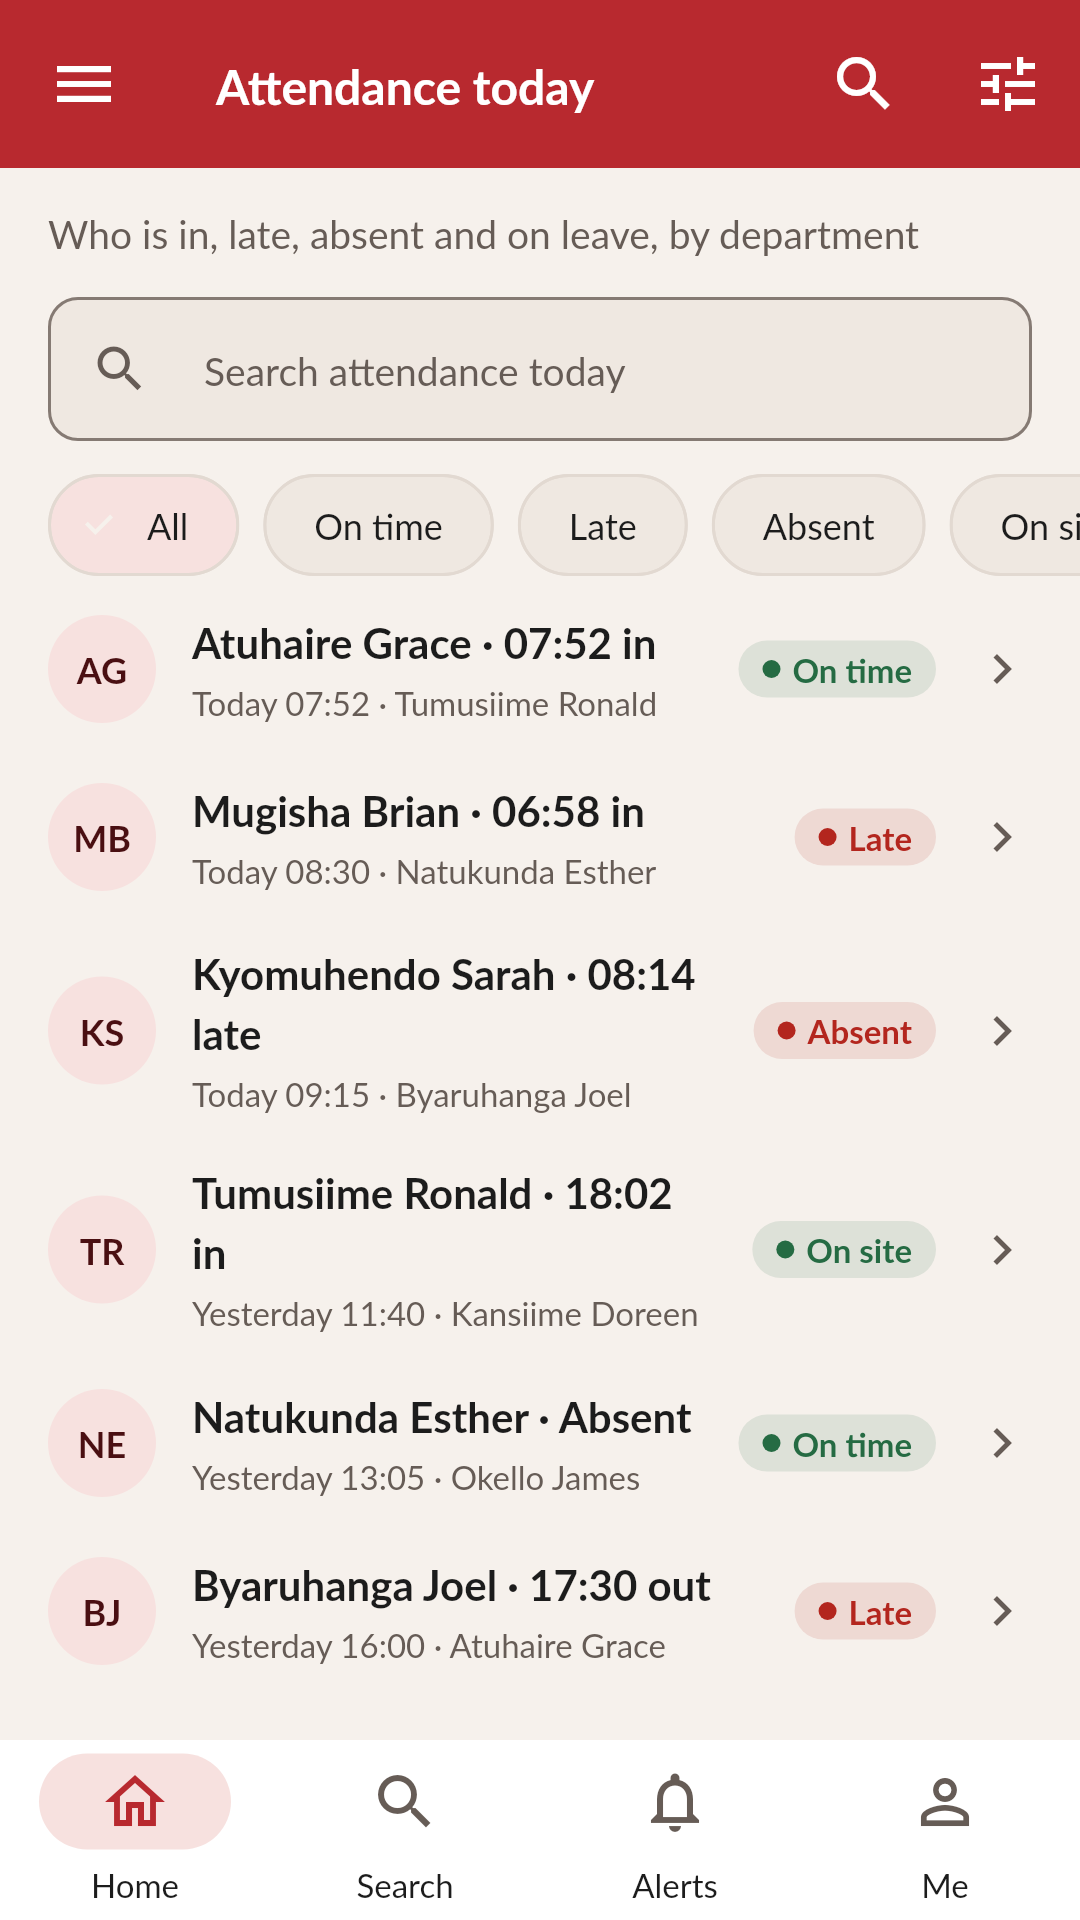 Attendance today
Who is in, late, absent and on leave, by department
Search attendance today
All
On time
Late
Absent
On si
AG
Atuhaire Grace · 07:52 in
Today 07:52 · Tumusiime Ronald
On time
MB
Mugisha Brian · 06:58 in
Today 08:30 · Natukunda Esther
Late
KS
Kyomuhendo Sarah · 08:14
late
Today 09:15 · Byaruhanga Joel
Absent
TR
Tumusiime Ronald · 18:02
in
Yesterday 11:40 · Kansiime Doreen
On site
NE
Natukunda Esther · Absent
Yesterday 13:05 · Okello James
On time
BJ
Byaruhanga Joel · 17:30 out
Yesterday 16:00 · Atuhaire Grace
Late
Home
Search
Alerts
Me